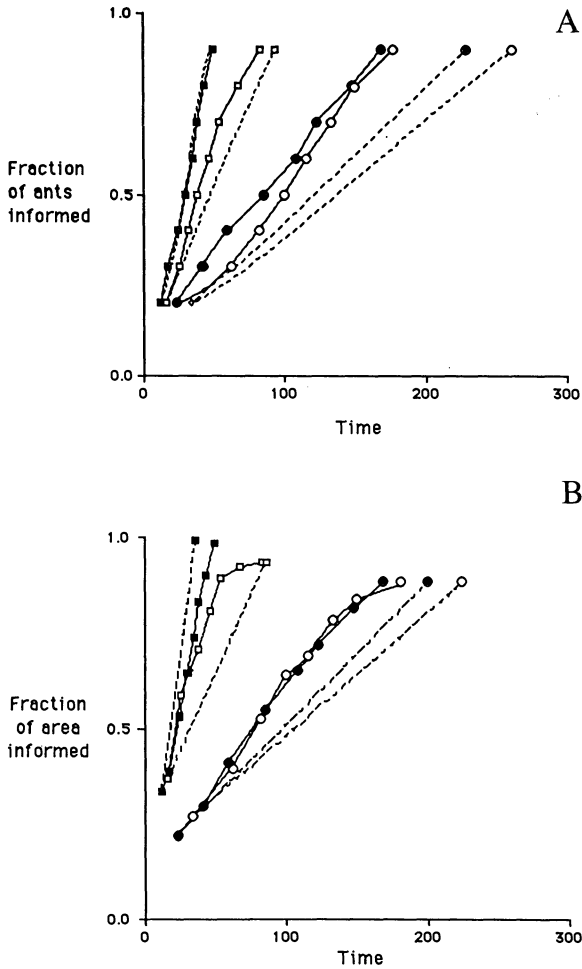 A
1.0
Fraction
of ants
informed
0.5
0.0
0
100
200
300
Time
B
1.0
Fraction
of area
informed
0.5
0.0
0
100
200
300
Time